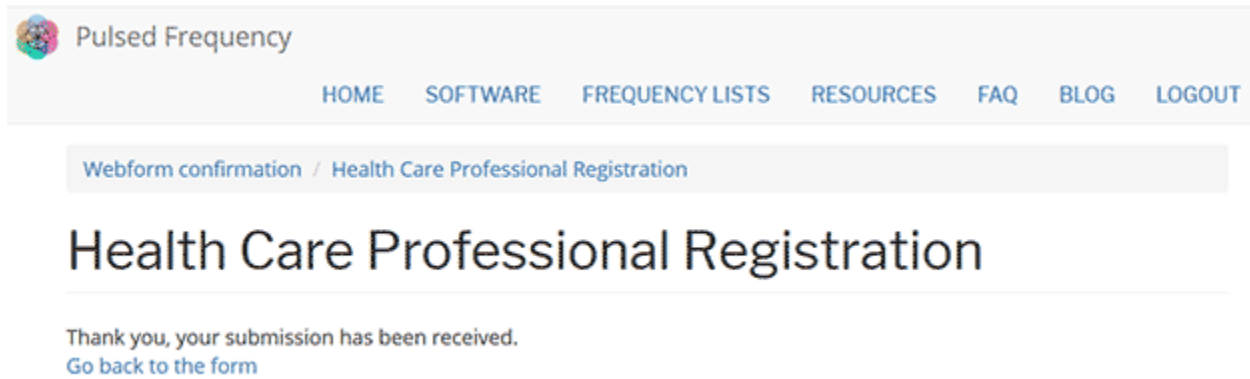 Pulsed Frequency
HOME SOFTWARE FREQUENCY LISTS RESOURCES FAQ BLOG LOGOUT
Webform confirmation / Health Care Professional Registration
Health Care Professional Registration
Thank you, your submission has been received.
Go back to the form